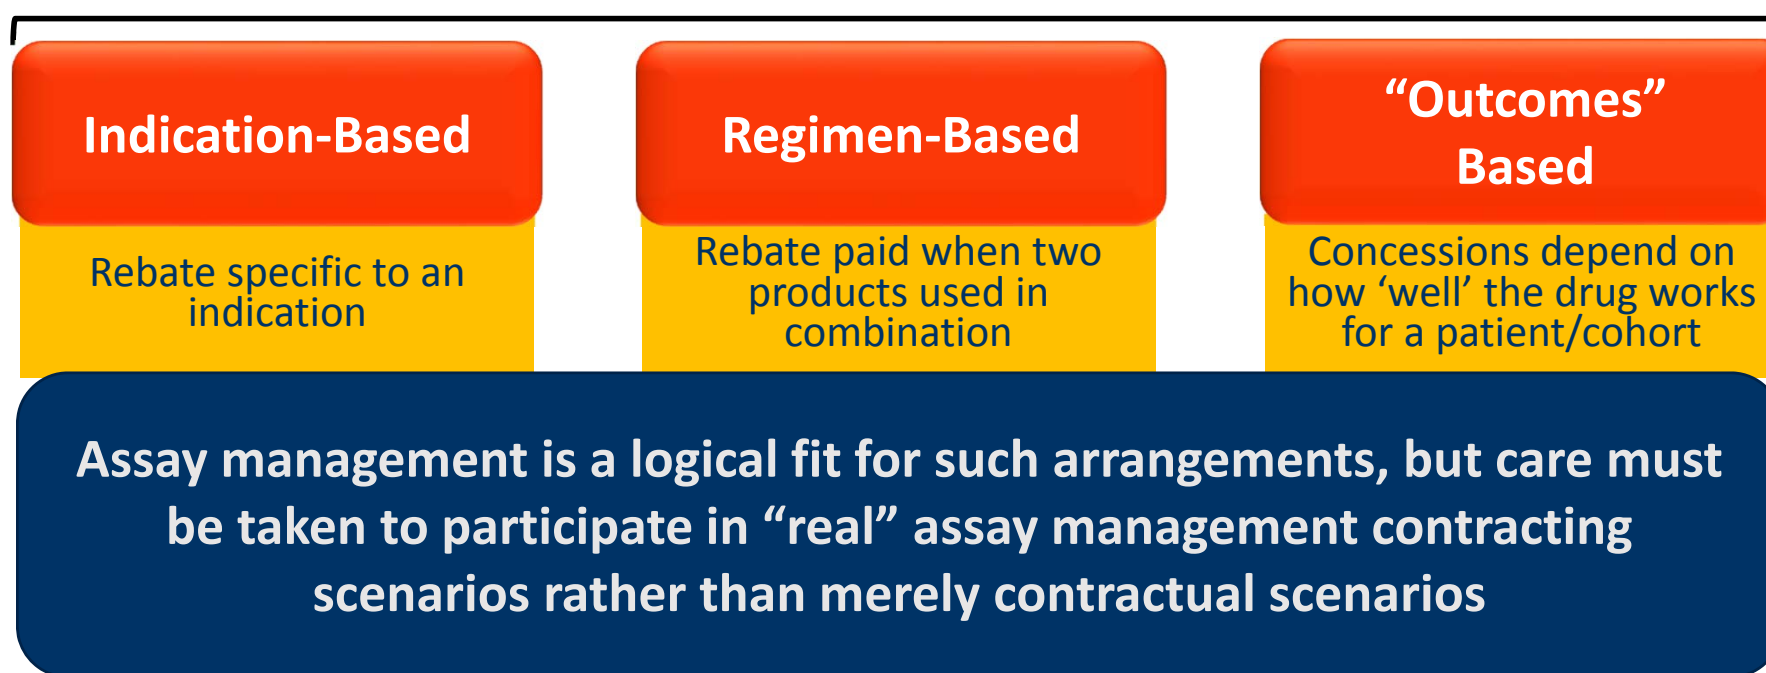 Indication-Based
Rebate specific to an
indication
Regimen-Based
Rebate paid when two
products used in
combination
“Outcomes”
Based
Concessions depend on
how ‘well’ the drug works
for a patient/cohort
Assay management is a logical fit for such arrangements, but care must
be taken to participate in “real” assay management contracting
scenarios rather than merely contractual scenarios